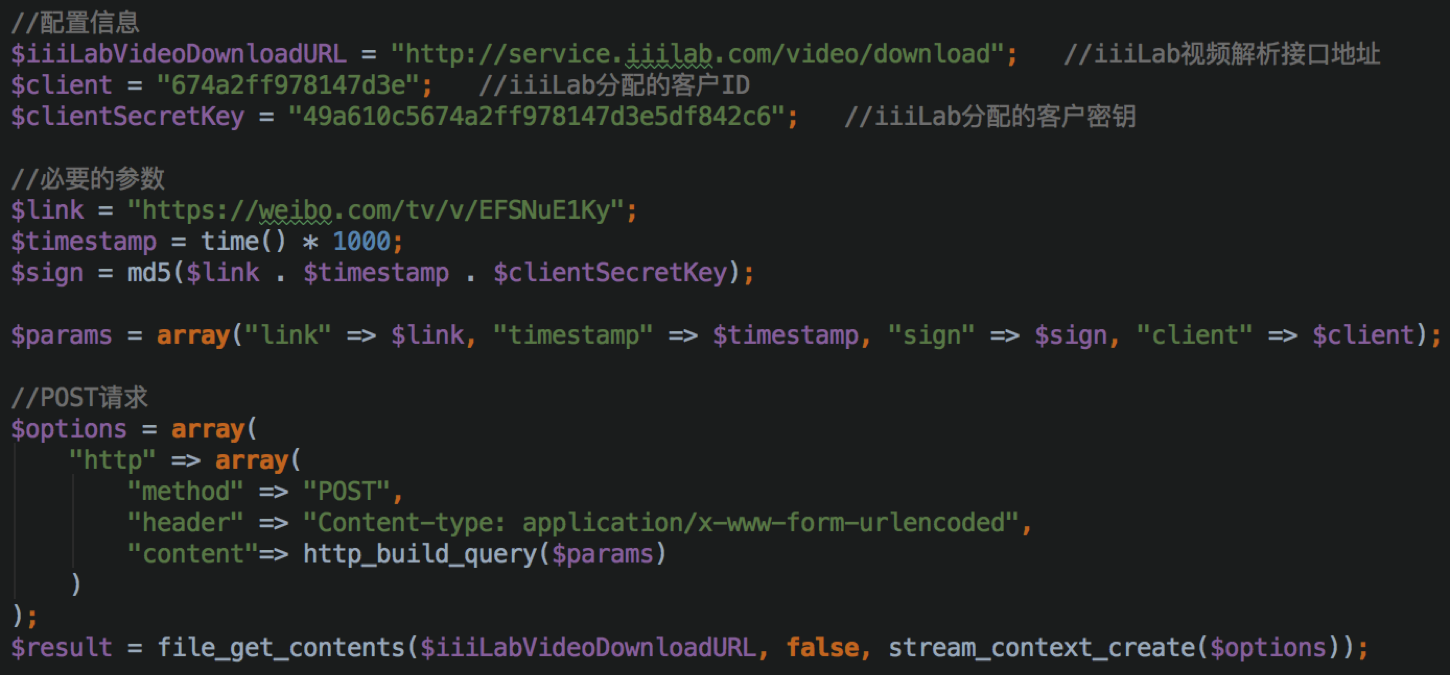 //配置信息
$iiiLabVideoDownloadURL = "http://service.iiilab.com/video/download";   //iiiLab视频解析接口地址
$client = "674a2ff978147d3e";   //iiiLab分配的客户ID
$clientSecretKey = "49a610c5674a2ff978147d3e5df842c6";   //iiiLab分配的客户密钥
//必要的参数
$link = "https://weibo.com/tv/v/EFSNuE1Ky";
$timestamp = time() * 1000;
$sign = md5($link . $timestamp . $clientSecretKey);
$params = array("link" => $link, "timestamp" => $timestamp, "sign" => $sign, "client" => $client);
//POST请求
$options = array(
    "http" => array(
        "method" => "POST",
        "header" => "Content-type: application/x-www-form-urlencoded",
        "content"=> http_build_query($params)
    )
);
$result = file_get_contents($iiiLabVideoDownloadURL, false, stream_context_create($options));